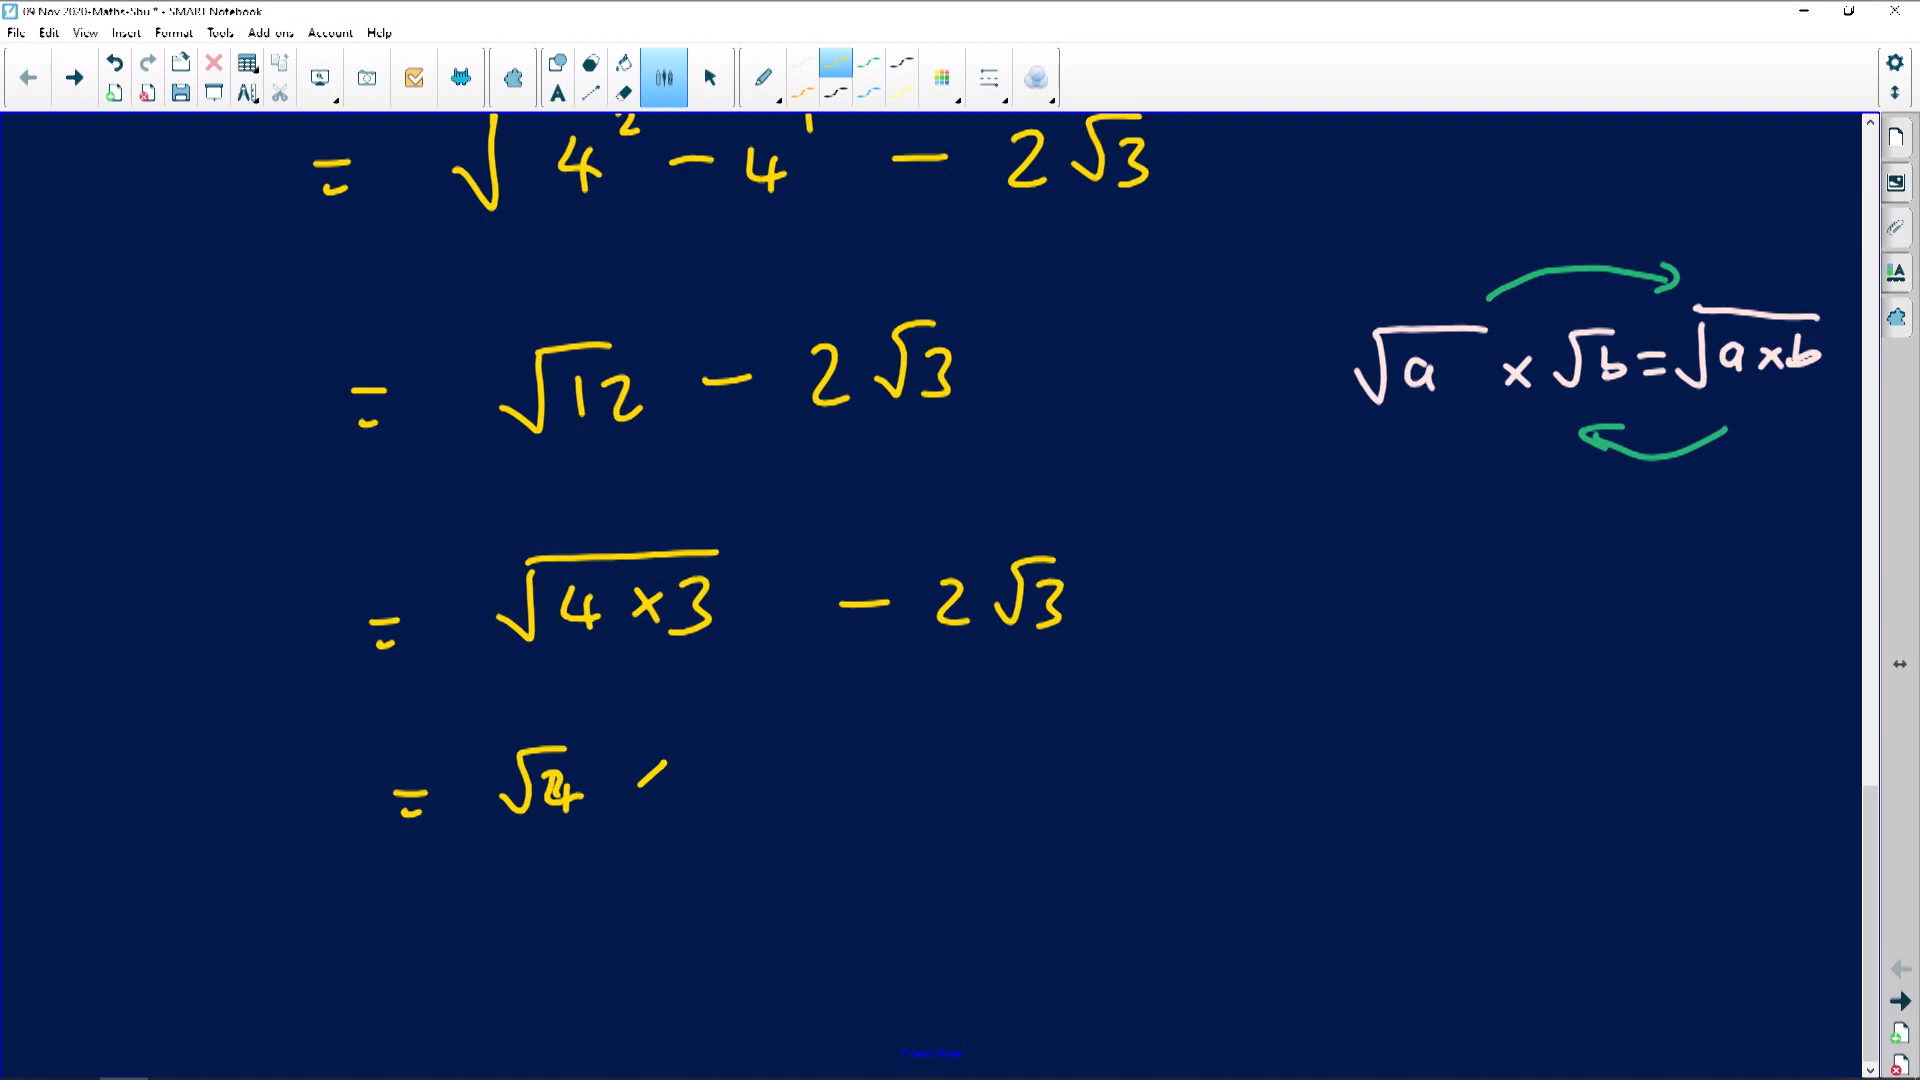 09 Nov 2020-Maths-Sbu * - SMART Notebook
File Edit View Insert Format Tools Add-ons Account Help
= √ 4² - 4¹ - 2√3
= √12 - 2√3
√a × √b = √a×b
= √4×3 - 2√3
= √4